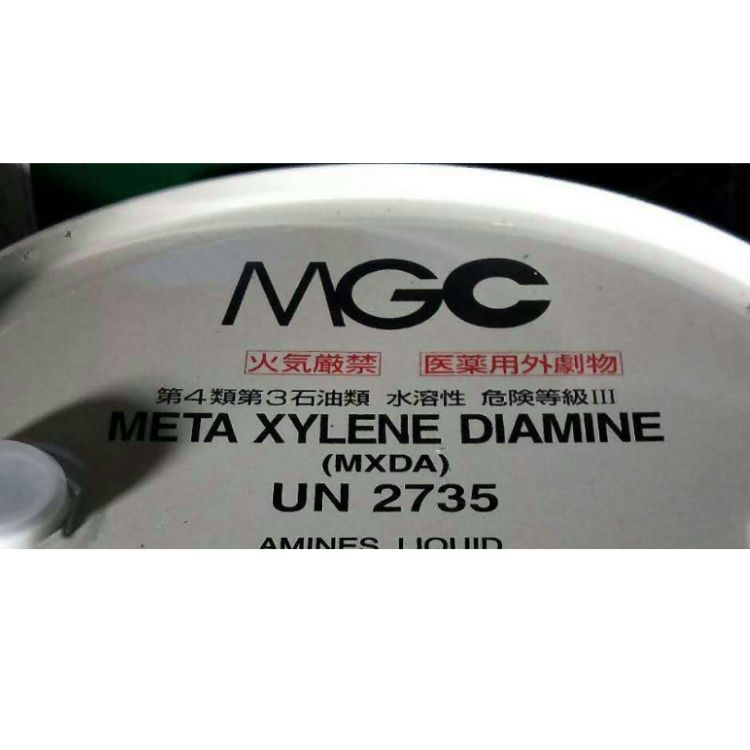 MGC
火気厳禁 医薬用外劇物
第4類第3石油類 水溶性 危険等級III
META XYLENE DIAMINE
(MXDA)
UN 2735
AMINES, LIQUID